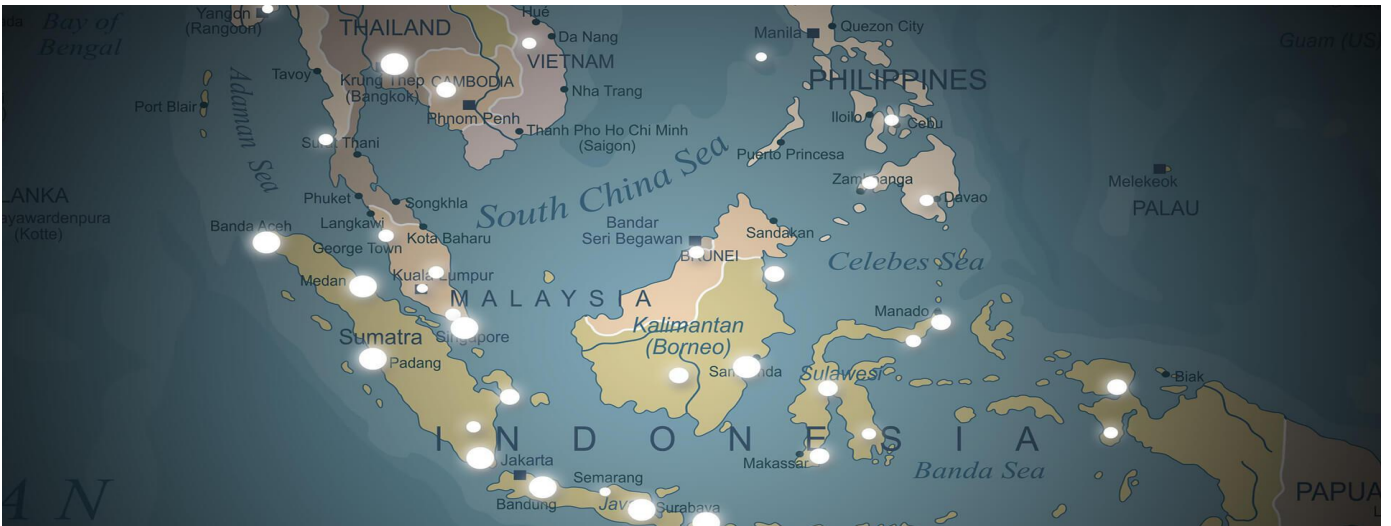 Yangon
(Rangoon)
Bay of
Bengal
THAILAND
Hué
Da Nang
VIETNAM
Manila
Quezon City
Guam (US
Tavoy
Krung Thep
(Bangkok)
CAMBODIA
PHILIPPINES
Port Blair
Adaman Sea
Nha Trang
Phnom Penh
Iloilo
Cebu
Thanh Pho Ho Chi Minh
(Saigon)
Surat Thani
South China Sea
Puerto Princesa
Zamboanga
Melekeok
PALAU
LANKA
ayawardenpura
(Kotte)
Phuket
Songkhla
Davao
Banda Aceh
Langkawi
George Town
Kota Baharu
Bandar
Seri Begawan
BRUNEI
Sandakan
Celebes Sea
Medan
Kuala Lumpur
MALAYSIA
Manado
Sumatra
Singapore
Kalimantan
(Borneo)
Padang
Samarinda
Sulawesi
Biak
INDONESIA
Jakarta
Makassar
Banda Sea
Semarang
Bandung
Java
Surabaya
AN
PAPUA